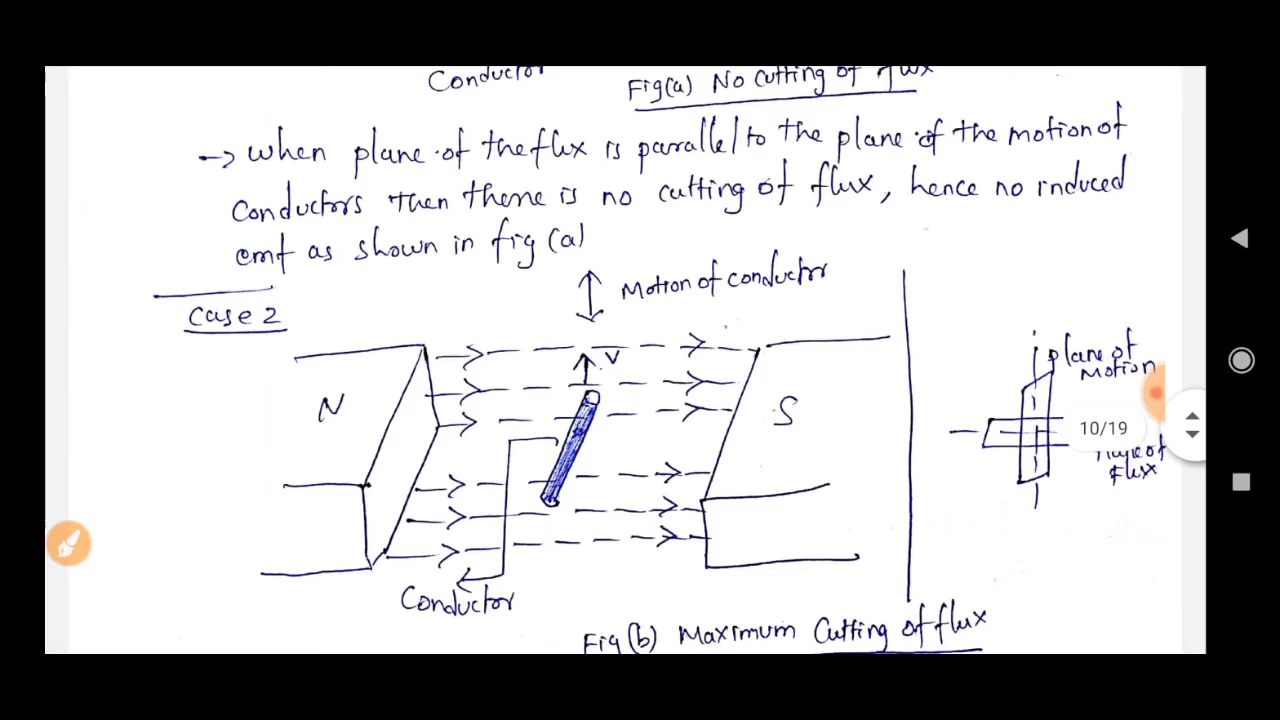 Conductor
Fig(a) No Cutting of flux
→ When plane of the flux is parallel to the plane of the motion of
Conductors then theme is no cutting of flux, hence no induced
emf as shown in fig (a)
Motion of conductor
Case 2
V
plane of
Motion
N
S
10/19
plane of
flux
Conductor
Fig (b) Maximum Cutting of flux